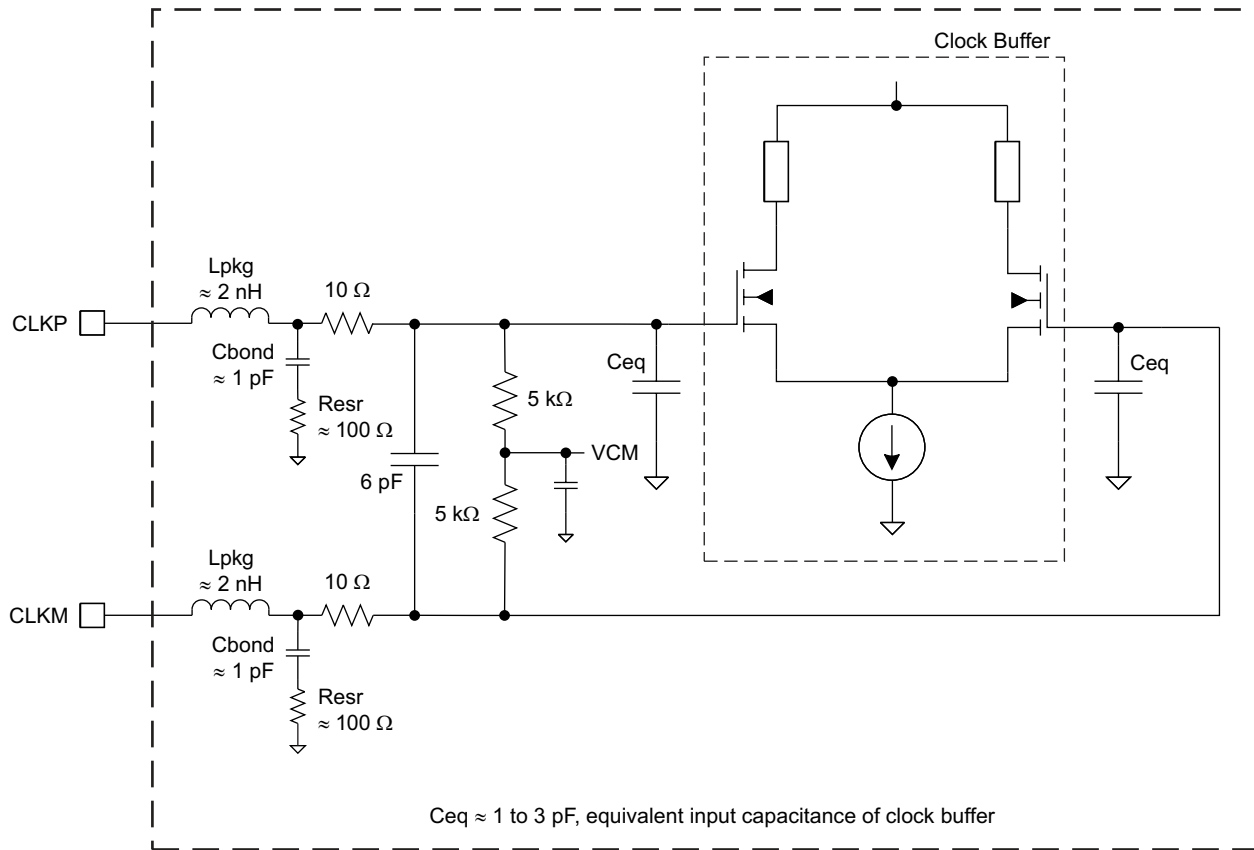 Clock Buffer
Lpkg
≈ 2 nH
10 Ω
CLKP
Cbond
≈ 1 pF
Resr
≈ 100 Ω
6 pF
5 kΩ
VCM
5 kΩ
Ceq
Ceq
Lpkg
≈ 2 nH
10 Ω
CLKM
Cbond
≈ 1 pF
Resr
≈ 100 Ω
Ceq ≈ 1 to 3 pF, equivalent input capacitance of clock buffer